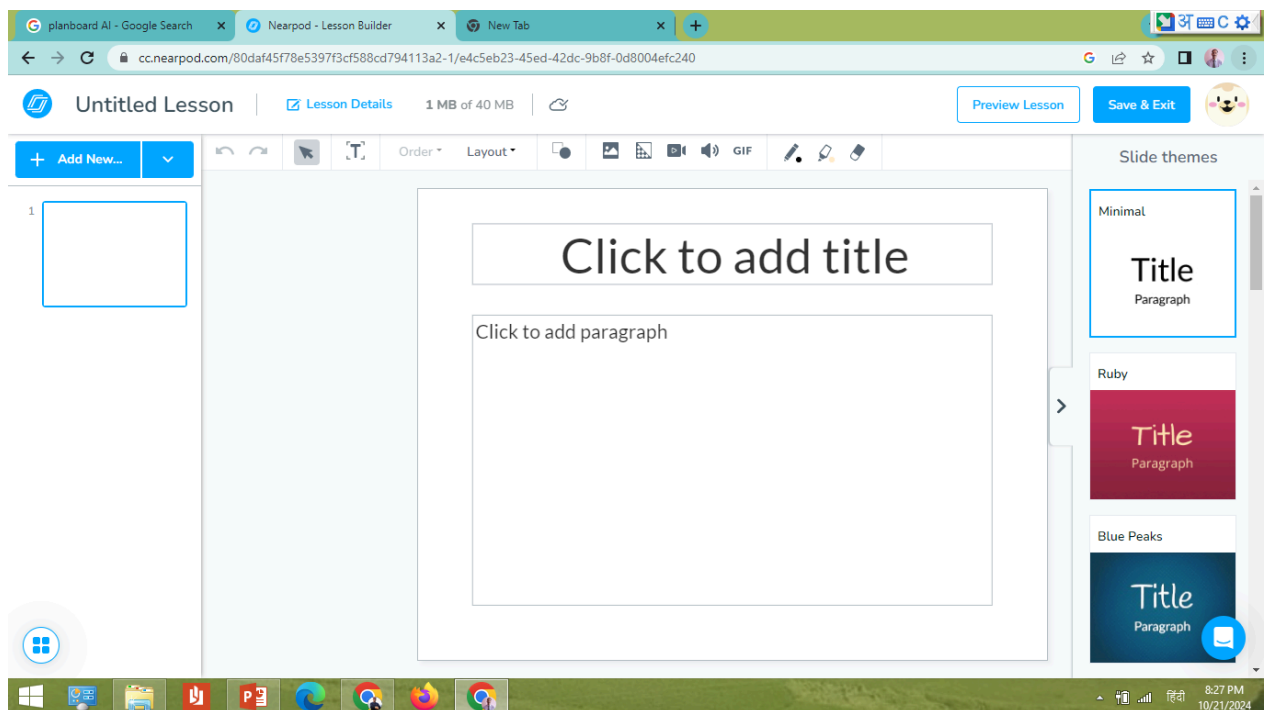 planboard AI - Google Search
Nearpod - Lesson Builder
New Tab
अ C
cc.nearpod.com/80daf45f78e5397f3cf588cd794113a2-1/e4c5eb23-45ed-42dc-9b8f-0d8004efc240
Untitled Lesson
Lesson Details
1 MB of 40 MB
Preview Lesson
Save & Exit
Add New...
Order
Layout
GIF
Slide themes
1
Click to add title
Click to add paragraph
Minimal
Title
Paragraph
Ruby
Title
Paragraph
Blue Peaks
Title
Paragraph
हिंदी
8:27 PM
10/21/2024